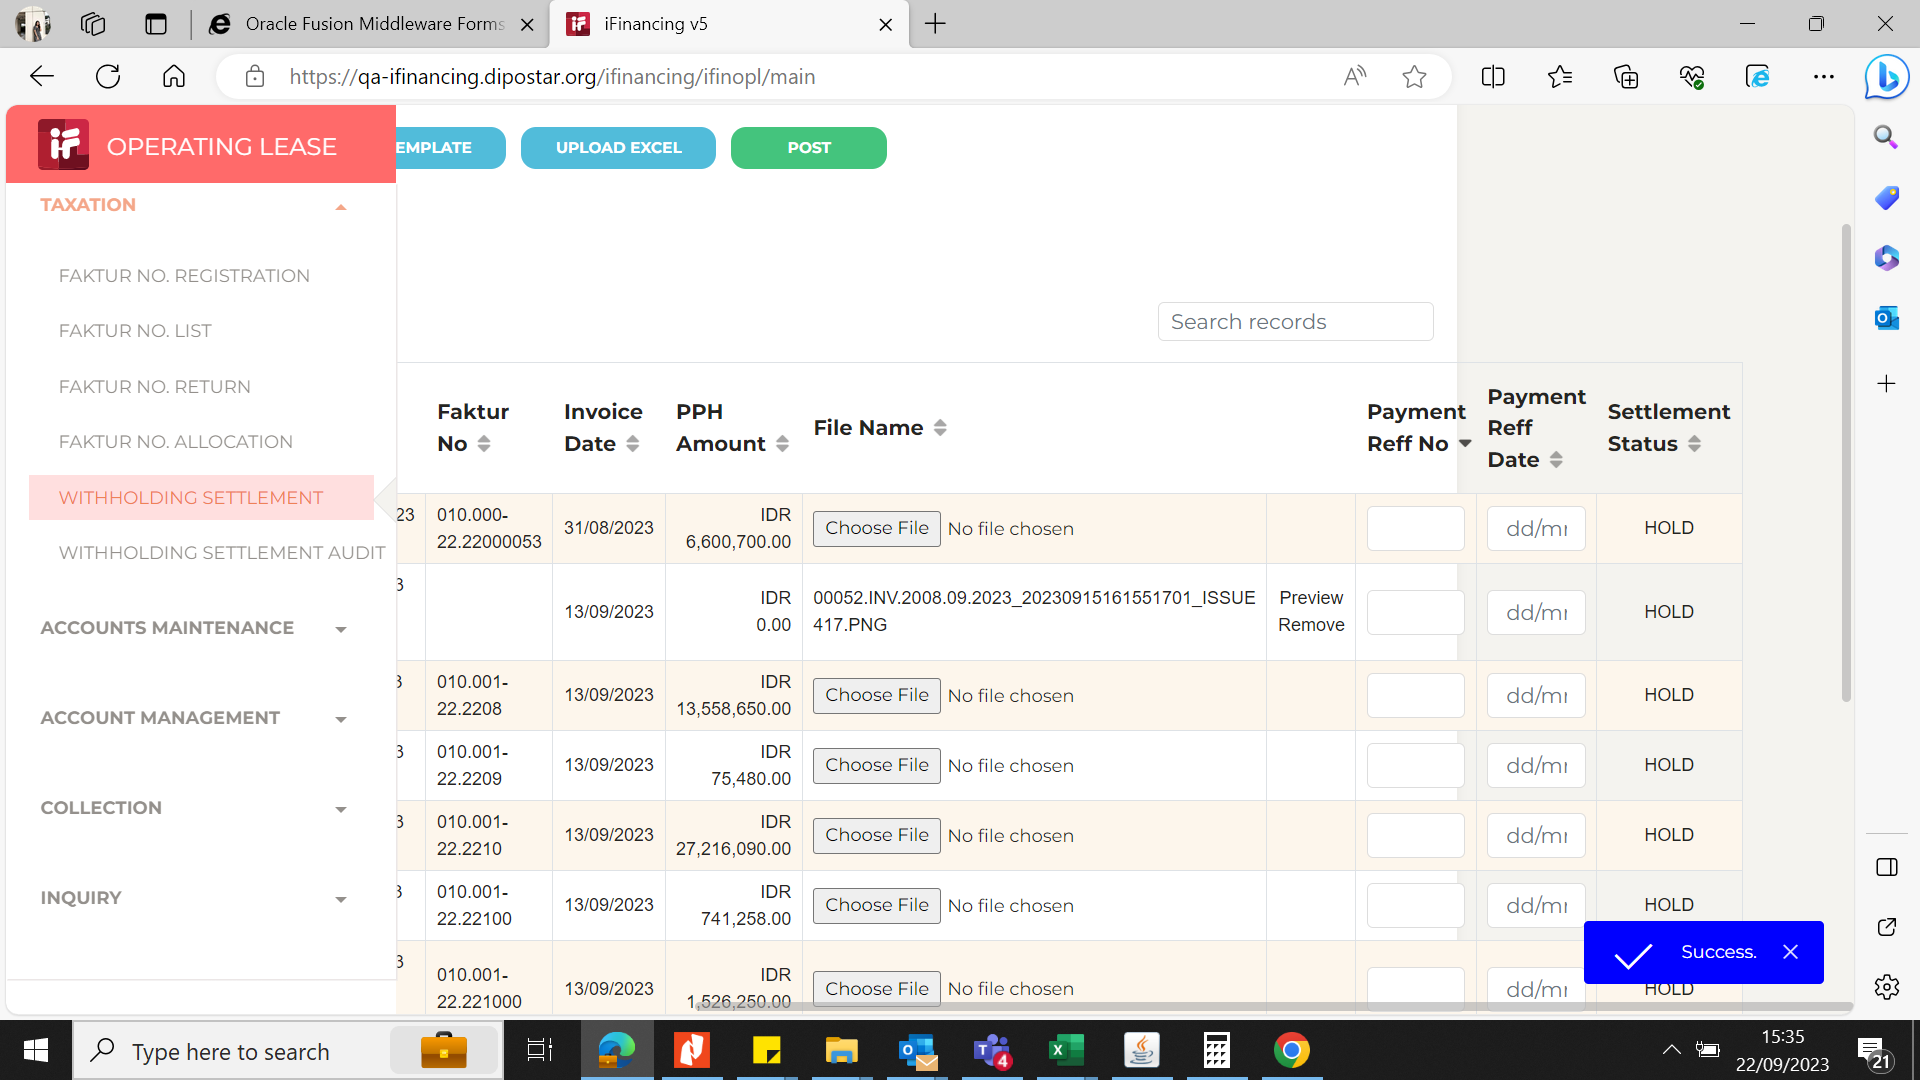 Oracle Fusion Middleware Forms
iFinancing v5
https://qa-ifinancing.dipostar.org/ifinancing/ifinopl/main
OPERATING LEASE
EMPLATE
UPLOAD EXCEL
POST
TAXATION
FAKTUR NO. REGISTRATION
FAKTUR NO. LIST
FAKTUR NO. RETURN
FAKTUR NO. ALLOCATION
WITHHOLDING SETTLEMENT
WITHHOLDING SETTLEMENT AUDIT
ACCOUNTS MAINTENANCE
ACCOUNT MANAGEMENT
COLLECTION
INQUIRY
Search records
Faktur
No
Invoice
Date
PPH
Amount
File Name
Payment
Reff No
Payment
Reff
Date
Settlement
Status
23
010.000-
22.22000053
31/08/2023
IDR
6,600,700.00
Choose File No file chosen
dd/mm
HOLD
3
13/09/2023
IDR
0.00
00052.INV.2008.09.2023_20230915161551701_ISSUE
417.PNG
Preview
Remove
dd/mm
HOLD
3
010.001-
22.2208
13/09/2023
IDR
13,558,650.00
Choose File No file chosen
dd/mm
HOLD
3
010.001-
22.2209
13/09/2023
IDR
75,480.00
Choose File No file chosen
dd/mm
HOLD
3
010.001-
22.2210
13/09/2023
IDR
27,216,090.00
Choose File No file chosen
dd/mm
HOLD
3
010.001-
22.22100
13/09/2023
IDR
741,258.00
Choose File No file chosen
dd/mm
HOLD
3
010.001-
22.221000
13/09/2023
IDR
1,526,250.00
Choose File No file chosen
dd/mm
HOLD
Success.
Type here to search
4
15:35
22/09/2023
21